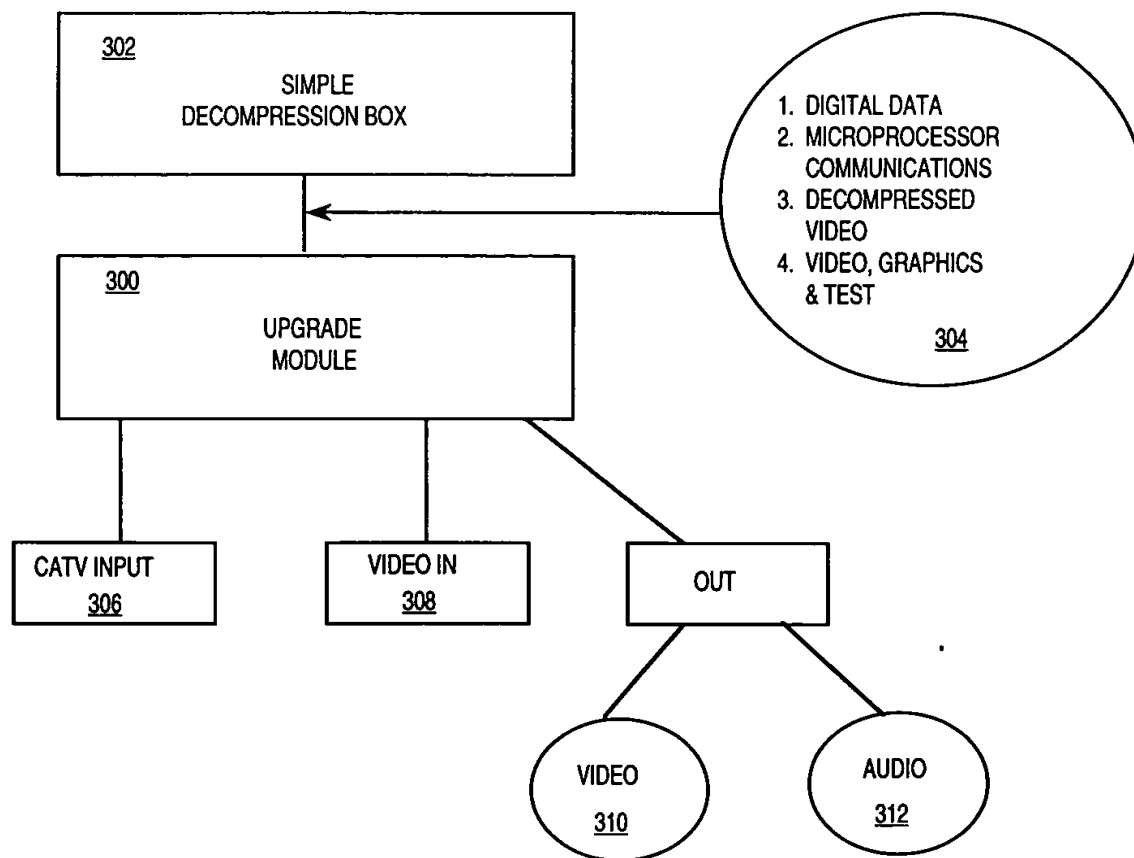 302
SIMPLE
DECOMPRESSION BOX
1. DIGITAL DATA
2. MICROPROCESSOR
COMMUNICATIONS
3. DECOMPRESSED
VIDEO
4. VIDEO, GRAPHICS
& TEST
304
300
UPGRADE
MODULE
CATV INPUT
306
VIDEO IN
308
OUT
VIDEO
310
AUDIO
312